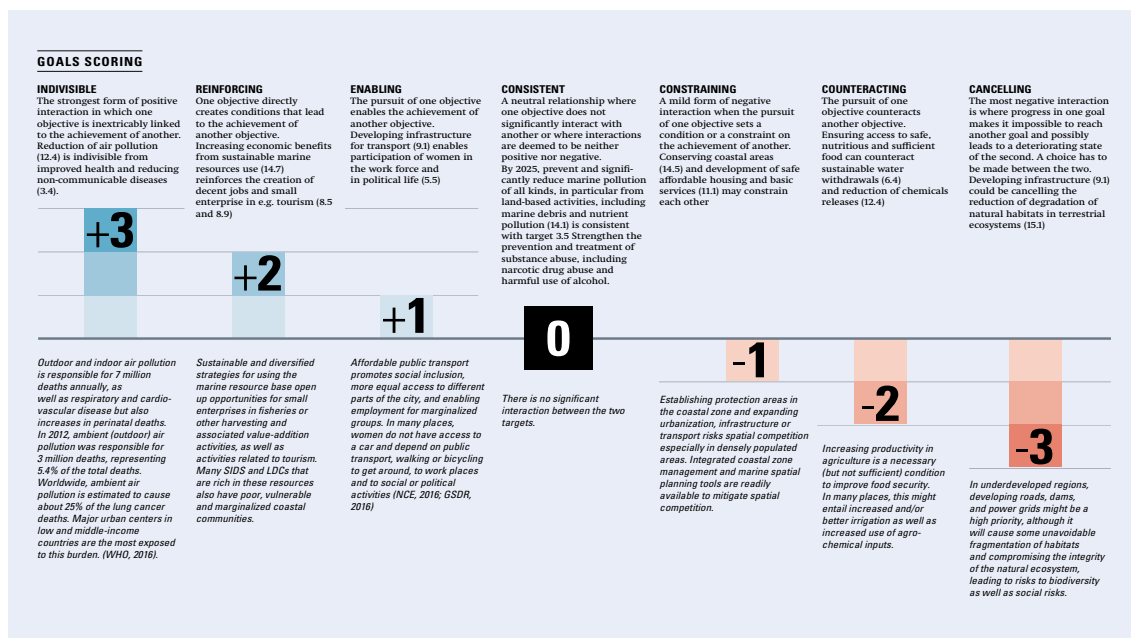 GOALS SCORING
INDIVISIBLE
The strongest form of positive
interaction in which one
objective is inextricably linked
to the achievement of another.
Reduction of air pollution
(12.4) is indivisible from
improved health and reducing
non-communicable diseases
(3.4).
+3
Outdoor and indoor air pollution
is responsible for 7 million
deaths annually, as
well as respiratory and cardio-
vascular disease but also
increases in perinatal deaths.
In 2012, ambient (outdoor) air
pollution was responsible for
3 million deaths, representing
5.4% of the total deaths.
Worldwide, ambient air
pollution is estimated to cause
about 25% of the lung cancer
deaths. Major urban centers in
low and middle-income
countries are the most exposed
to this burden. (WHO, 2016).
REINFORCING
One objective directly
creates conditions that lead
to the achievement of
another objective.
Increasing economic benefits
from sustainable marine
resources use (14.7)
reinforces the creation of
decent jobs and small
enterprise in e.g. tourism (8.5
and 8.9)
+2
Sustainable and diversified
strategies for using the
marine resource base open
up opportunities for small
enterprises in fisheries or
other harvesting and
associated value-addition
activities, as well as
activities related to tourism.
Many SIDS and LDCs that
are rich in these resources
also have poor, vulnerable
and marginalized coastal
communities.
ENABLING
The pursuit of one objective
enables the achievement of
another objective.
Developing infrastructure
for transport (9.1) enables
participation of women in
the work force and
in political life (5.5)
+1
Affordable public transport
promotes social inclusion,
more equal access to different
parts of the city, and enabling
employment for marginalized
groups. In many places,
women do not have access to
a car and depend on public
transport, walking or bicycling
to get around, to work places
and to social or political
activities (NCE, 2016; GSDR,
2016)
CONSISTENT
A neutral relationship where
one objective does not
significantly interact with
another or where interactions
are deemed to be neither
positive nor negative.
By 2025, prevent and signifi-
cantly reduce marine pollution
of all kinds, in particular from
land-based activities, including
marine debris and nutrient
pollution (14.1) is consistent
with target 3.5 Strengthen the
prevention and treatment of
substance abuse, including
narcotic drug abuse and
harmful use of alcohol.
0
There is no significant
interaction between the two
targets.
CONSTRAINING
A mild form of negative
interaction when the pursuit
of one objective sets a
condition or a constraint on
the achievement of another.
Conserving coastal areas
(14.5) and development of safe
affordable housing and basic
services (11.1) may constrain
each other
-1
Establishing protection areas in
the coastal zone and expanding
urbanization, infrastructure or
transport risks spatial competition
especially in densely populated
areas. Integrated coastal zone
management and marine spatial
planning tools are readily
available to mitigate spatial
competition.
COUNTERACTING
The pursuit of one
objective counteracts
another objective.
Ensuring access to safe,
nutritious and sufficient
food can counteract
sustainable water
withdrawals (6.4)
and reduction of chemicals
releases (12.4)
-2
Increasing productivity in
agriculture is a necessary
(but not sufficient) condition
to improve food security.
In many places, this might
entail increased and/or
better irrigation as well as
increased use of agro-
chemical inputs.
CANCELLING
The most negative interaction
is where progress in one goal
makes it impossible to reach
another goal and possibly
leads to a deteriorating state
of the second. A choice has to
be made between the two.
Developing infrastructure (9.1)
could be cancelling the
reduction of degradation of
natural habitats in terrestrial
ecosystems (15.1)
-3
In underdeveloped regions,
developing roads, dams,
and power grids might be a
high priority, although it
will cause some unavoidable
fragmentation of habitats
and compromising the integrity
of the natural ecosystem,
leading to risks to biodiversity
as well as social risks.